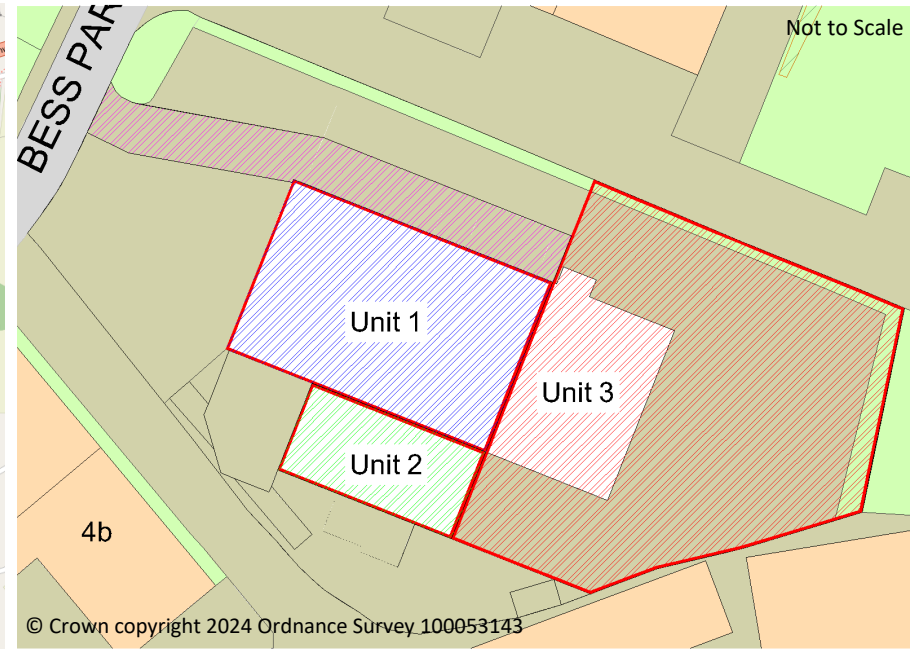 Not to Scale
BESS PAR
Unit 1
Unit 3
Unit 2
4b
© Crown copyright 2024 Ordnance Survey 100053143